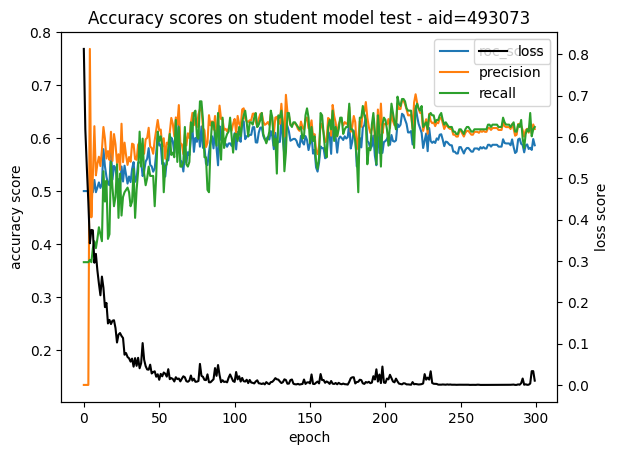 Accuracy scores on student model test - aid=493073
loss
precision
recall
accuracy score
loss score
0.8
0.7
0.6
0.5
0.4
0.3
0.2
0.8
0.7
0.6
0.5
0.4
0.3
0.2
0.1
0.0
0 50 100 150 200 250 300
epoch